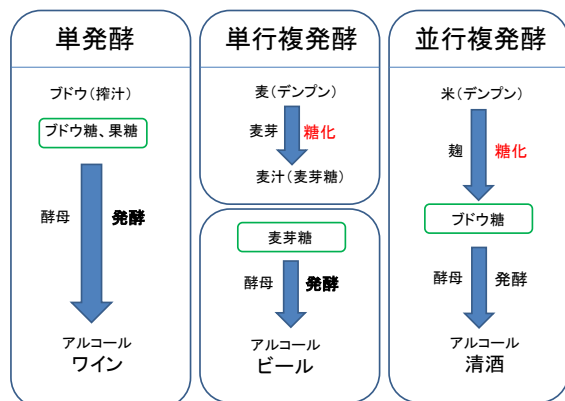 単発酵
ブドウ(搾汁)
ブドウ糖、果糖
酵母
発酵
アルコール
ワイン
単行複発酵
麦(デンプン)
麦芽
糖化
麦汁(麦芽糖)
麦芽糖
酵母
発酵
アルコール
ビール
並行複発酵
米(デンプン)
麹
糖化
ブドウ糖
酵母
発酵
アルコール
清酒